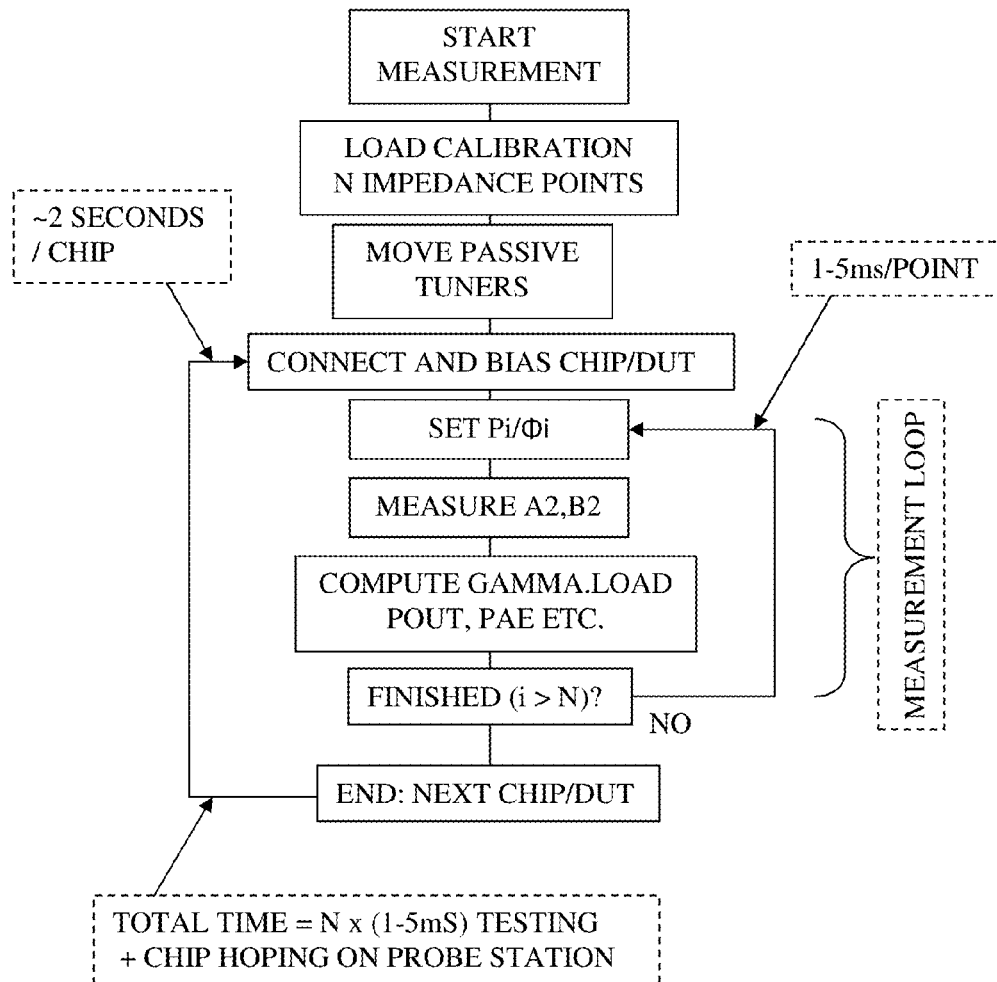 START
MEASUREMENT
LOAD CALIBRATION
N IMPEDANCE POINTS
~2 SECONDS
/ CHIP
MOVE PASSIVE
TUNERS
1-5ms/POINT
CONNECT AND BIAS CHIP/DUT
SET Pi/Φi
MEASURE A2,B2
COMPUTE GAMMA.LOAD
POUT, PAE ETC.
FINISHED (i > N)?
NO
MEASUREMENT LOOP
END: NEXT CHIP/DUT
TOTAL TIME = N x (1-5mS) TESTING
+ CHIP HOPING ON PROBE STATION